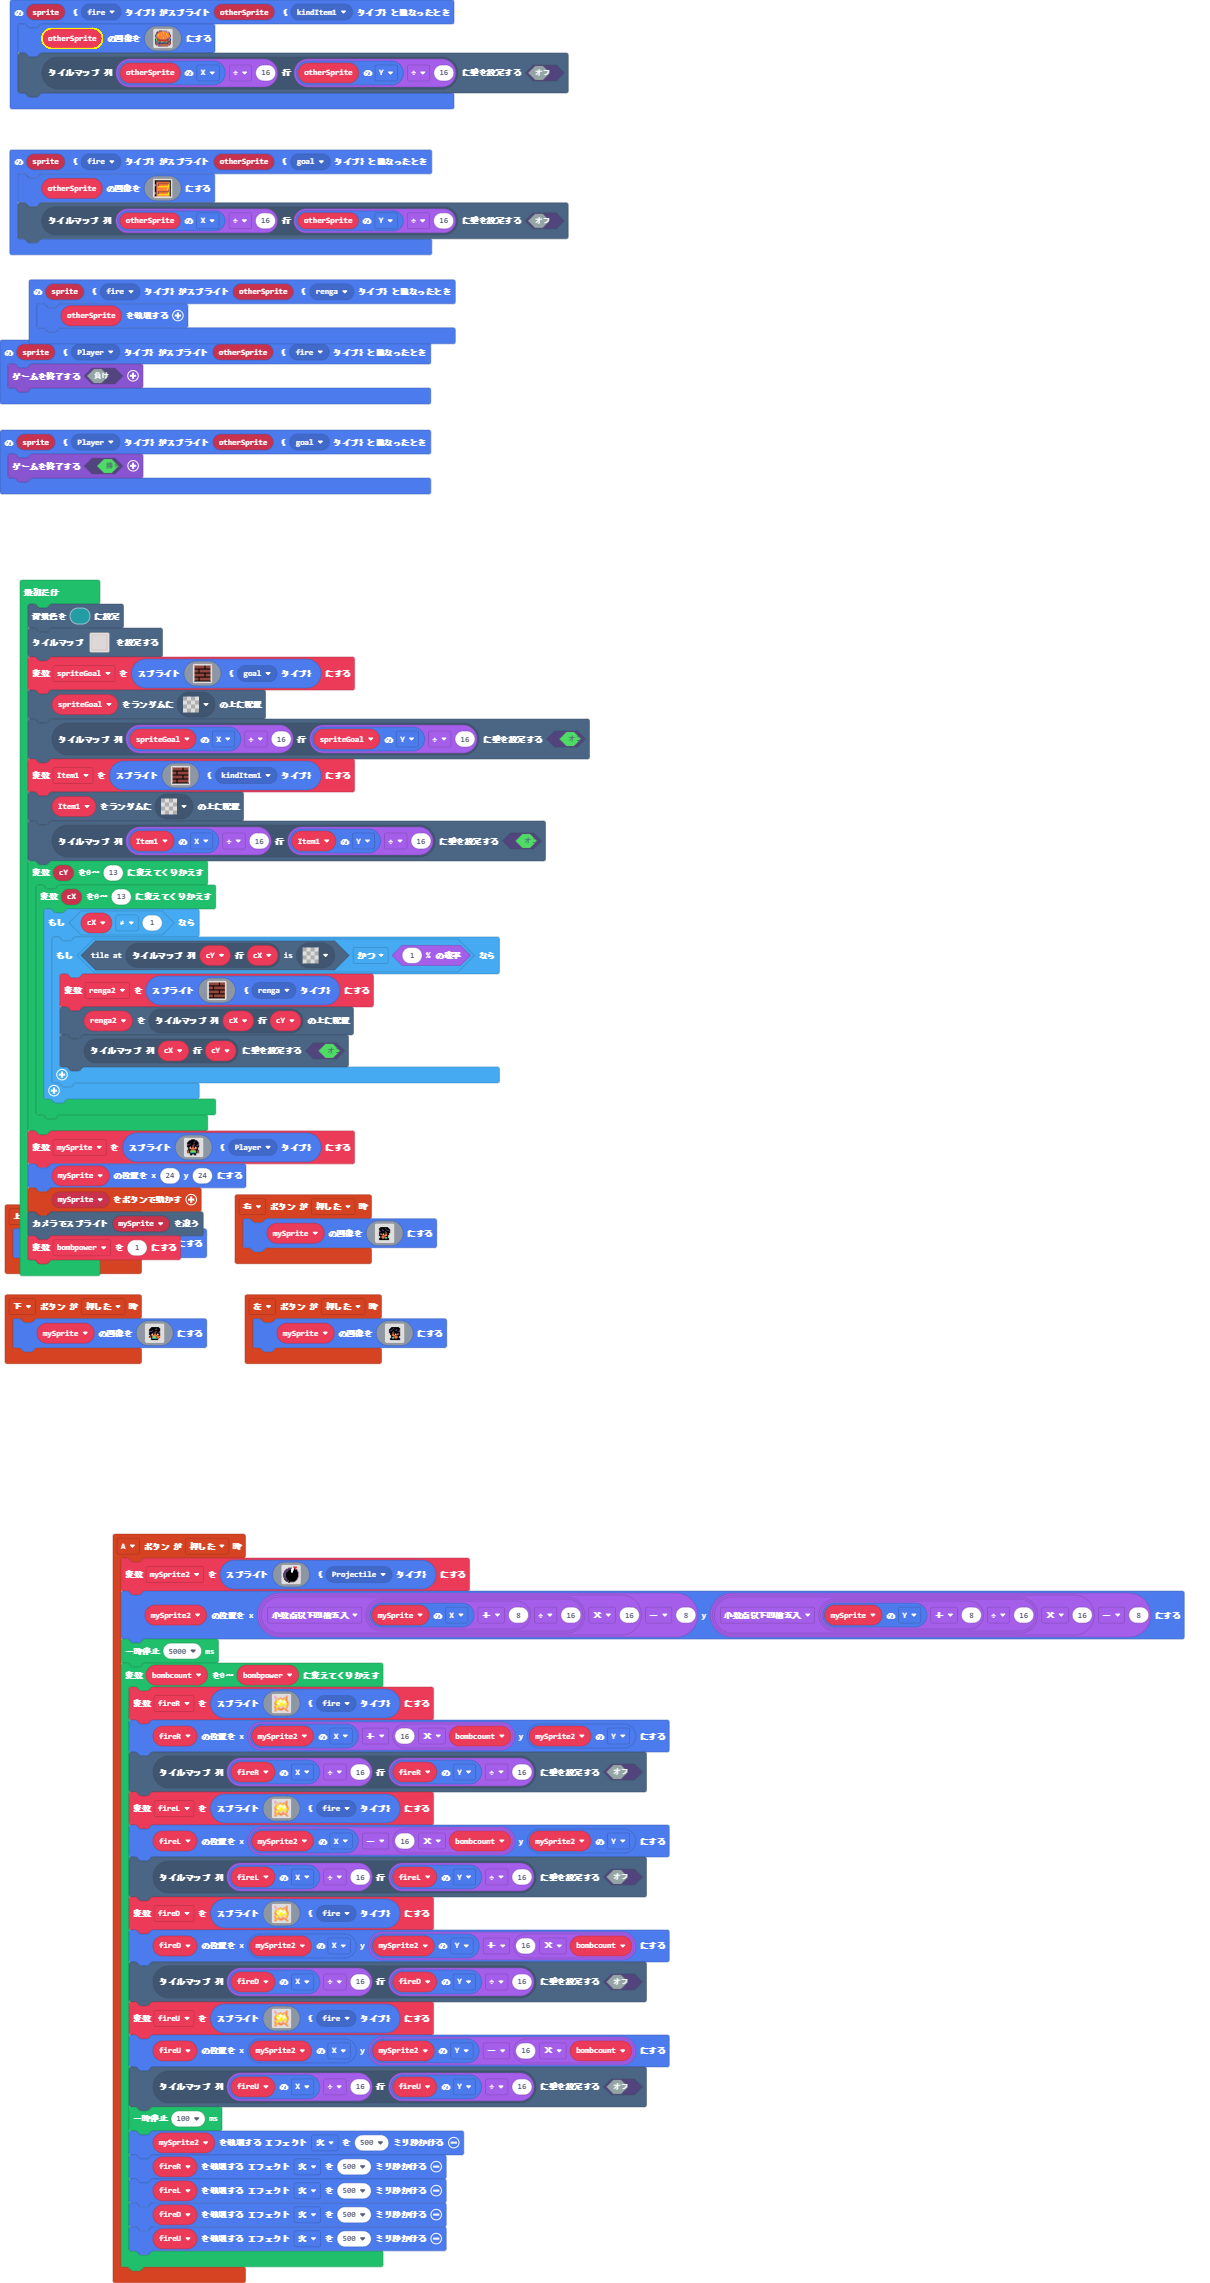 の sprite { fire ▾ タイプ} がスプライト otherSprite { kindItem1 ▾ タイプ} と重なったとき
otherSprite の画像を にする
タイルマップ 列 otherSprite の X ▾ ÷ ▾ 16 行 otherSprite の Y ▾ ÷ ▾ 16 に壁を設定する オフ
の sprite { fire ▾ タイプ} がスプライト otherSprite { goal ▾ タイプ} と重なったとき
otherSprite の画像を にする
タイルマップ 列 otherSprite の X ▾ ÷ ▾ 16 行 otherSprite の Y ▾ ÷ ▾ 16 に壁を設定する オフ
の sprite { fire ▾ タイプ} がスプライト otherSprite { renga ▾ タイプ} と重なったとき
otherSprite を破壊する
の sprite { Player ▾ タイプ} がスプライト otherSprite { fire ▾ タイプ} と重なったとき
ゲームを終了する 負け
の sprite { Player ▾ タイプ} がスプライト otherSprite { goal ▾ タイプ} と重なったとき
ゲームを終了する
最初だけ
背景色を に設定
タイルマップ を設定する
変数 spriteGoal ▾ を スプライト { goal ▾ タイプ} にする
spriteGoal ▾ をランダムに ▾ の上に配置
タイルマップ 列 spriteGoal ▾ の X ▾ ÷ ▾ 16 行 spriteGoal ▾ の Y ▾ ÷ ▾ 16 に壁を設定する オ
変数 Item1 ▾ を スプライト { kindItem1 ▾ タイプ} にする
Item1 ▾ をランダムに ▾ の上に配置
タイルマップ 列 Item1 ▾ の X ▾ ÷ ▾ 16 行 Item1 ▾ の Y ▾ ÷ ▾ 16 に壁を設定する オ
変数 cY を0〜 13 に変えてくりかえす
変数 cX を0〜 13 に変えてくりかえす
もし cX ▾ ≠ ▾ 1 なら
もし tile at タイルマップ 列 cY ▾ 行 cX ▾ is ▾ かつ ▾ 1 % の確率 なら
変数 renga2 ▾ を スプライト { renga ▾ タイプ} にする
renga2 ▾ を タイルマップ 列 cX ▾ 行 cY ▾ の上に配置
タイルマップ 列 cX ▾ 行 cY ▾ に壁を設定する オ
変数 mySprite ▾ を スプライト { Player ▾ タイプ} にする
mySprite ▾ の位置を x 24 y 24 にする
mySprite ▾ をボタンで動かす
カメラでスプライト mySprite ▾ を追う
変数 bombpower ▾ を 1 にする
上
にする
右 ▾ ボタン が 押した ▾ 時
mySprite ▾ の画像を にする
下 ▾ ボタン が 押した ▾ 時
mySprite ▾ の画像を にする
左 ▾ ボタン が 押した ▾ 時
mySprite ▾ の画像を にする
A ▾ ボタン が 押した ▾ 時
変数 mySprite2 ▾ を スプライト { Projectile ▾ タイプ} にする
mySprite2 ▾ の位置を x 小数点以下四捨五入 ▾ mySprite ▾ の X ▾ + ▾ 8 ÷ ▾ 16 × ▾ 16 − ▾ 8 y 小数点以下四捨五入 ▾ mySprite ▾ の Y ▾ + ▾ 8 ÷ ▾ 16 × ▾ 16 − ▾ 8 にする
一時停止 5000 ▾ ms
変数 bombcount ▾ を0〜 bombpower ▾ に変えてくりかえす
変数 fireR ▾ を スプライト { fire ▾ タイプ} にする
fireR ▾ の位置を x mySprite2 ▾ の X ▾ + ▾ 16 × ▾ bombcount ▾ y mySprite2 ▾ の Y ▾ にする
タイルマップ 列 fireR ▾ の X ▾ ÷ ▾ 16 行 fireR ▾ の Y ▾ ÷ ▾ 16 に壁を設定する オフ
変数 fireL ▾ を スプライト { fire ▾ タイプ} にする
fireL ▾ の位置を x mySprite2 ▾ の X ▾ − ▾ 16 × ▾ bombcount ▾ y mySprite2 ▾ の Y ▾ にする
タイルマップ 列 fireL ▾ の X ▾ ÷ ▾ 16 行 fireL ▾ の Y ▾ ÷ ▾ 16 に壁を設定する オフ
変数 fireD ▾ を スプライト { fire ▾ タイプ} にする
fireD ▾ の位置を x mySprite2 ▾ の X ▾ y mySprite2 ▾ の Y ▾ + ▾ 16 × ▾ bombcount ▾ にする
タイルマップ 列 fireD ▾ の X ▾ ÷ ▾ 16 行 fireD ▾ の Y ▾ ÷ ▾ 16 に壁を設定する オフ
変数 fireU ▾ を スプライト { fire ▾ タイプ} にする
fireU ▾ の位置を x mySprite2 ▾ の X ▾ y mySprite2 ▾ の Y ▾ − ▾ 16 × ▾ bombcount ▾ にする
タイルマップ 列 fireU ▾ の X ▾ ÷ ▾ 16 行 fireU ▾ の Y ▾ ÷ ▾ 16 に壁を設定する オフ
一時停止 100 ▾ ms
mySprite2 ▾ を破壊する エフェクト 火 ▾ を 500 ▾ ミリ秒かける
fireR ▾ を破壊する エフェクト 火 ▾ を 500 ▾ ミリ秒かける
fireL ▾ を破壊する エフェクト 火 ▾ を 500 ▾ ミリ秒かける
fireD ▾ を破壊する エフェクト 火 ▾ を 500 ▾ ミリ秒かける
fireU ▾ を破壊する エフェクト 火 ▾ を 500 ▾ ミリ秒かける